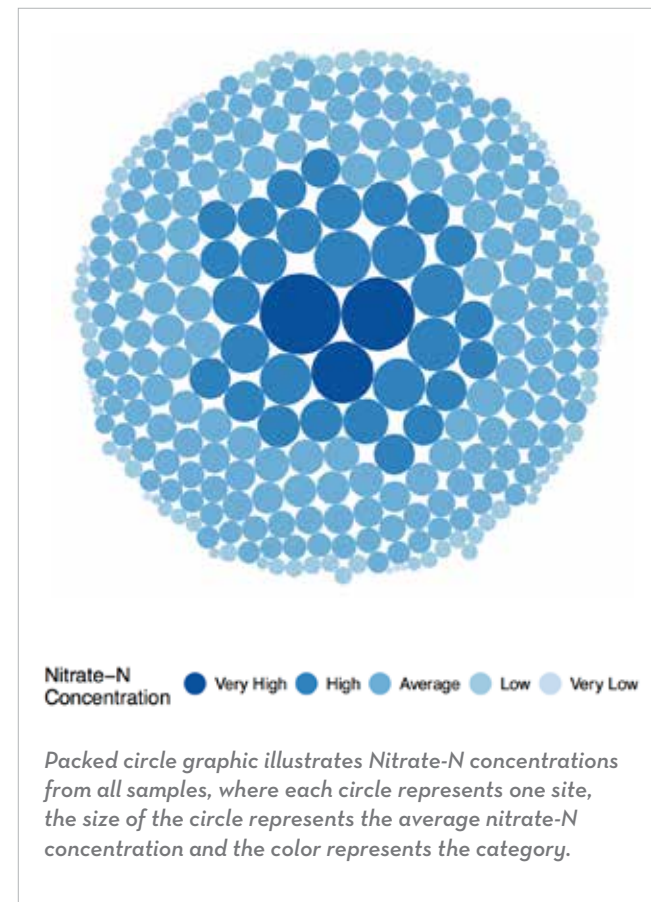 Nitrate–N
Concentration
Very High
High
Average
Low
Very Low
Packed circle graphic illustrates Nitrate-N concentrations
from all samples, where each circle represents one site,
the size of the circle represents the average nitrate-N
concentration and the color represents the category.